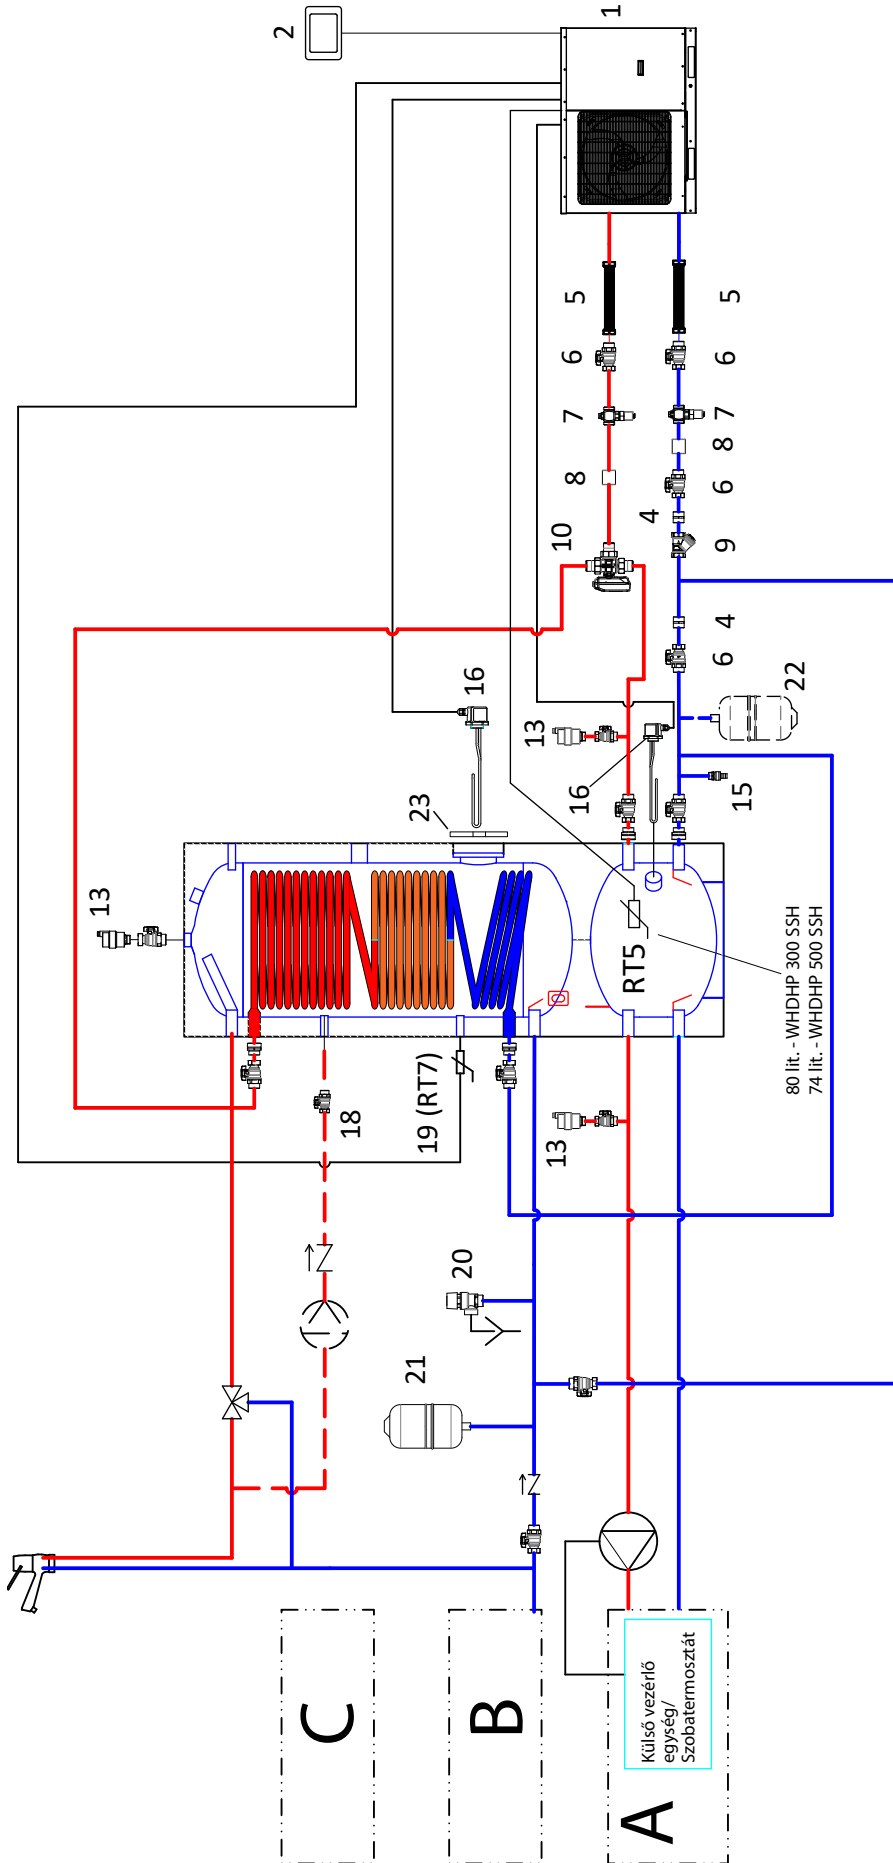 1
2
5
5
6
6
7
7
8
8
6
4
10
9
4
6
16
13
22
16
15
23
13
RT5
80 lit. - WHDHP 300 SSH
74 lit. - WHDHP 500 SSH
19 (RT7)
18
13
20
21
C
B
A
Külső vezérlő
egység/
Szobatermosztát